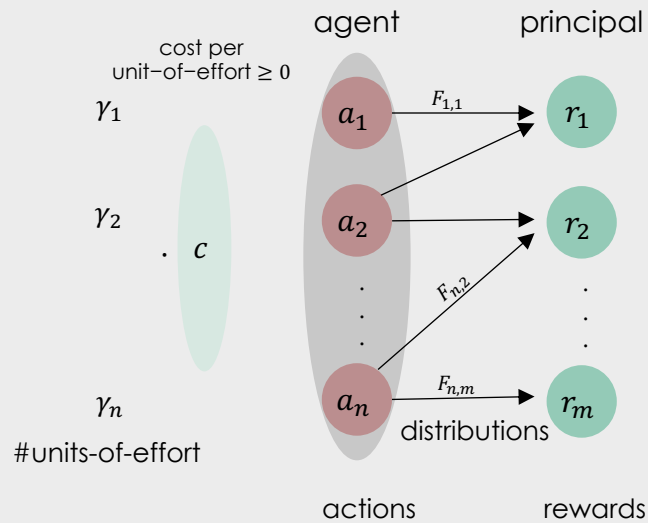 agent
principal
cost per
unit−of−effort ≥ 0
γ₁
a₁
F₁,₁
r₁
γ₂
. c
a₂
r₂
Fₙ,₂
.
.
.
.
.
.
γₙ
aₙ
Fₙ,ₘ
rₘ
distributions
#units-of-effort
actions
rewards